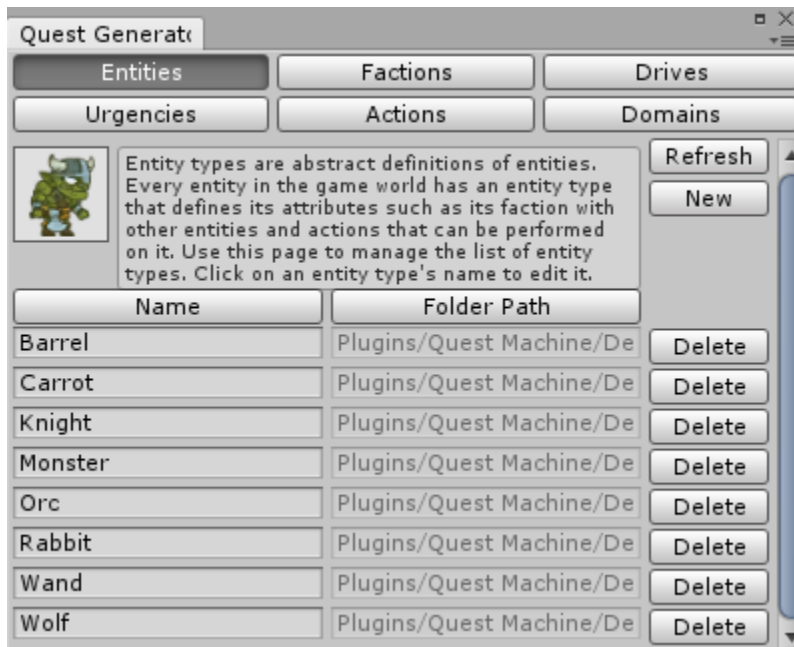 Quest Generato
Entities Factions Drives
Urgencies Actions Domains
Entity types are abstract definitions of entities.
Every entity in the game world has an entity type
that defines its attributes such as its faction with
other entities and actions that can be performed
on it. Use this page to manage the list of entity
types. Click on an entity type's name to edit it.
Refresh
New
Name Folder Path
Barrel Plugins/Quest Machine/De Delete
Carrot Plugins/Quest Machine/De Delete
Knight Plugins/Quest Machine/De Delete
Monster Plugins/Quest Machine/De Delete
Orc Plugins/Quest Machine/De Delete
Rabbit Plugins/Quest Machine/De Delete
Wand Plugins/Quest Machine/De Delete
Wolf Plugins/Quest Machine/De Delete